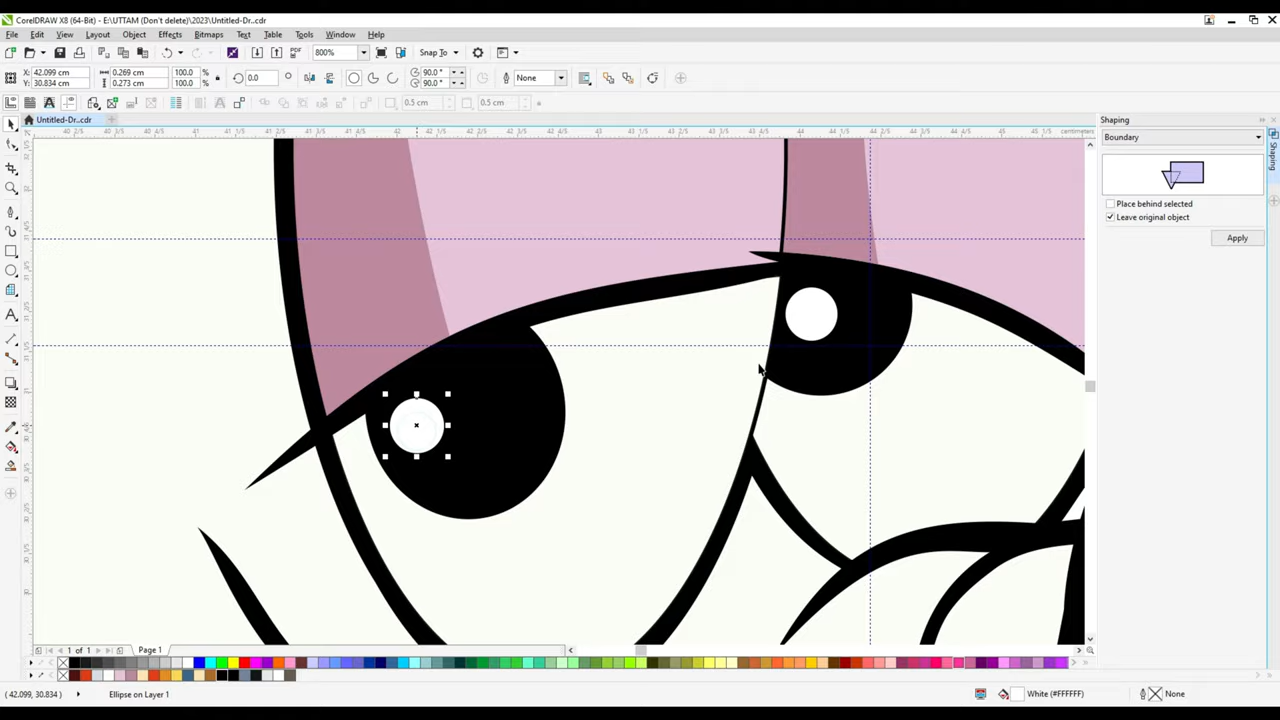 CorelDRAW X8 (64-Bit) - E:\UTTAM (Don't delete)\2023\Untitled-Dr..cdr
File Edit View Layout Object Effects Bitmaps Text Table Tools Window Help
PDF 800% Snap To
X: 42.099 cm 0.269 cm 100.0 % 0.0 90.0 ° None 0.5 cm 0.5 cm
Y: 30.834 cm 0.273 cm 100.0 % 90.0 °
Untitled-Dr..cdr
centimeters
Shaping
Boundary
Place behind selected
Leave original object
Apply
Shaping
1 of 1 Page 1
( 42.099, 30.834 ) Ellipse on Layer 1 White (#FFFFFF) None